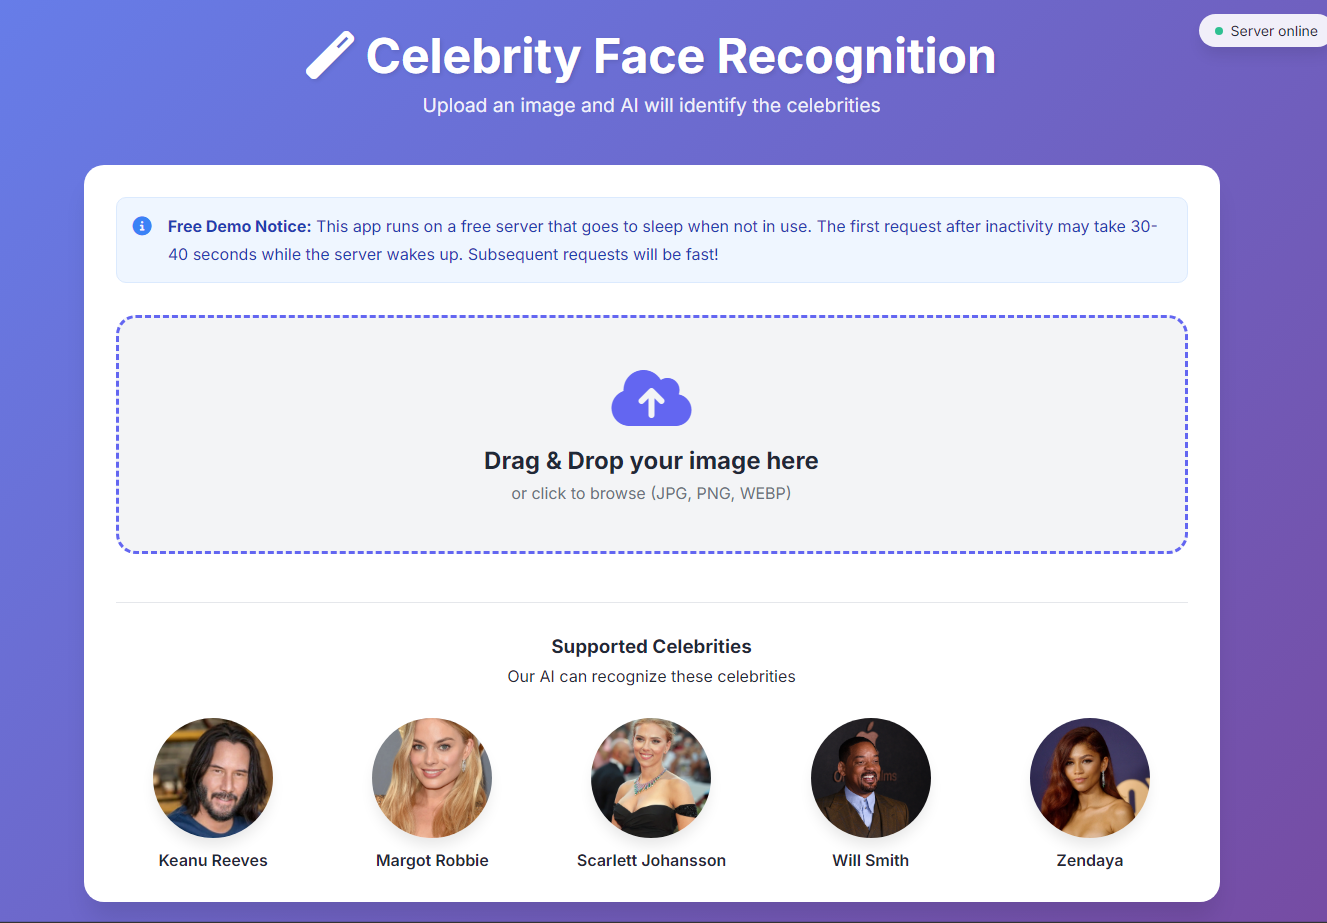 Server online
Celebrity Face Recognition
Upload an image and AI will identify the celebrities
Free Demo Notice: This app runs on a free server that goes to sleep when not in use. The first request after inactivity may take 30-
40 seconds while the server wakes up. Subsequent requests will be fast!
Drag & Drop your image here
or click to browse (JPG, PNG, WEBP)
Supported Celebrities
Our AI can recognize these celebrities
Keanu Reeves
Margot Robbie
Scarlett Johansson
Will Smith
Zendaya